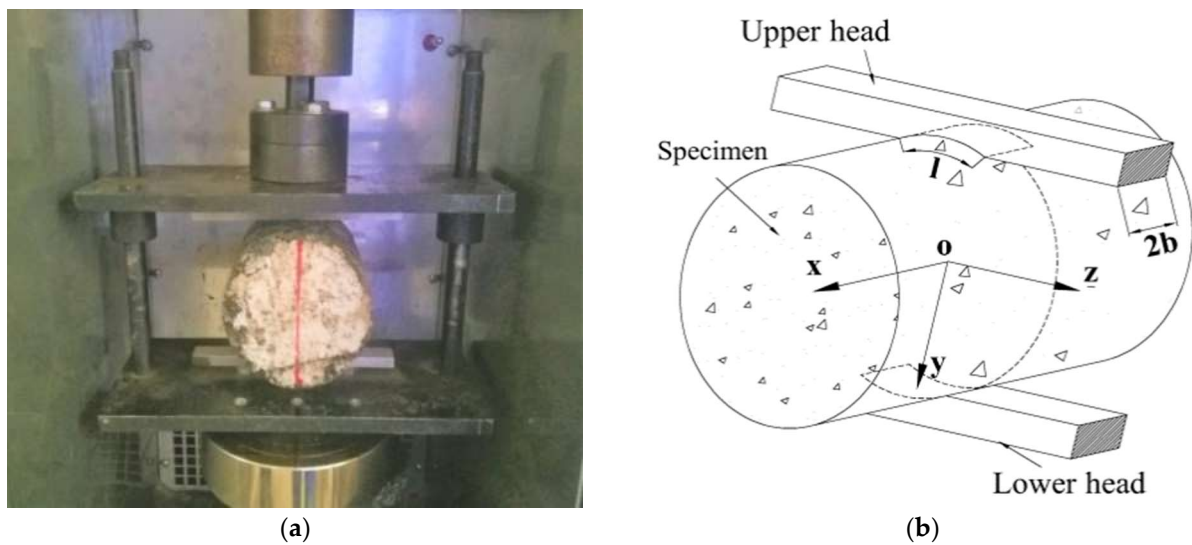 Upper head
Specimen
l
o
x
z
2b
y
Lower head
(a)
(b)